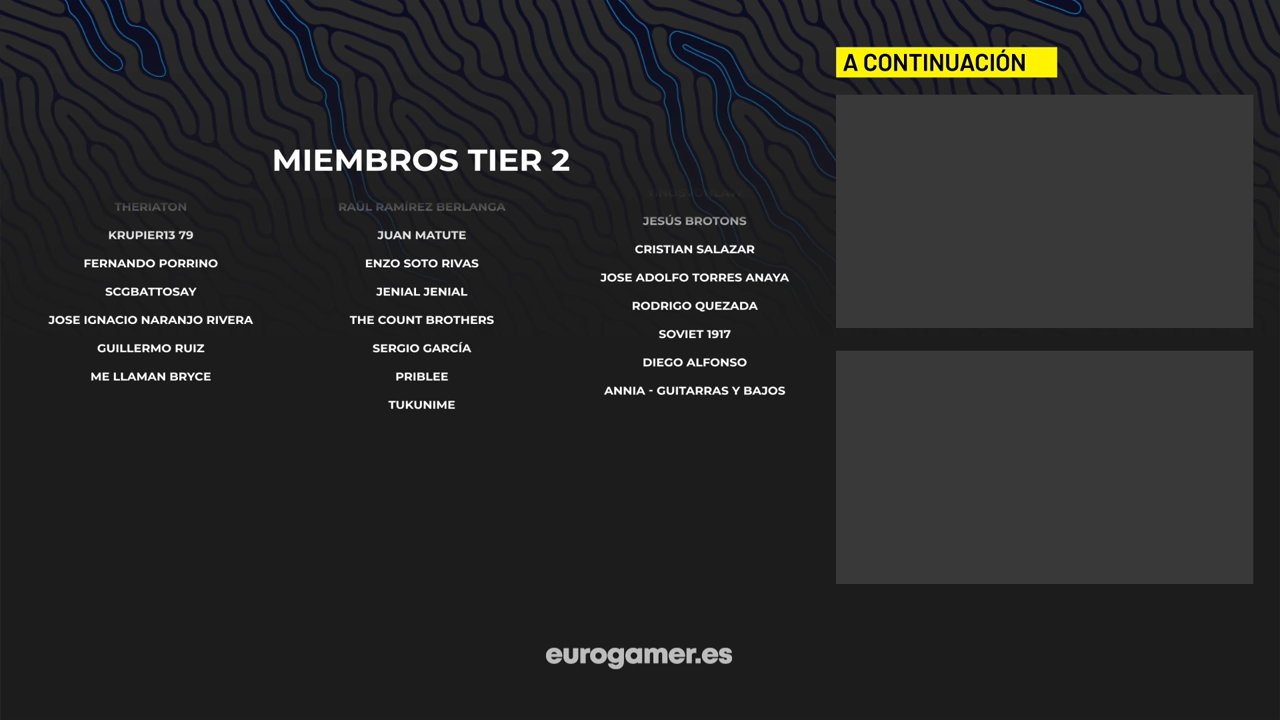 A CONTINUACIÓN
MIEMBROS TIER 2
THERIATON
KRUPIER13 79
FERNANDO PORRINO
SCGBATTOSAY
JOSE IGNACIO NARANJO RIVERA
GUILLERMO RUIZ
ME LLAMAN BRYCE
RAÚL RAMÍREZ BERLANGA
JUAN MATUTE
ENZO SOTO RIVAS
JENIAL JENIAL
THE COUNT BROTHERS
SERGIO GARCÍA
PRIBLEE
TUKUNIME
JESÚS BROTONS
CRISTIAN SALAZAR
JOSE ADOLFO TORRES ANAYA
RODRIGO QUEZADA
SOVIET 1917
DIEGO ALFONSO
ANNIA - GUITARRAS Y BAJOS
eurogamer.es